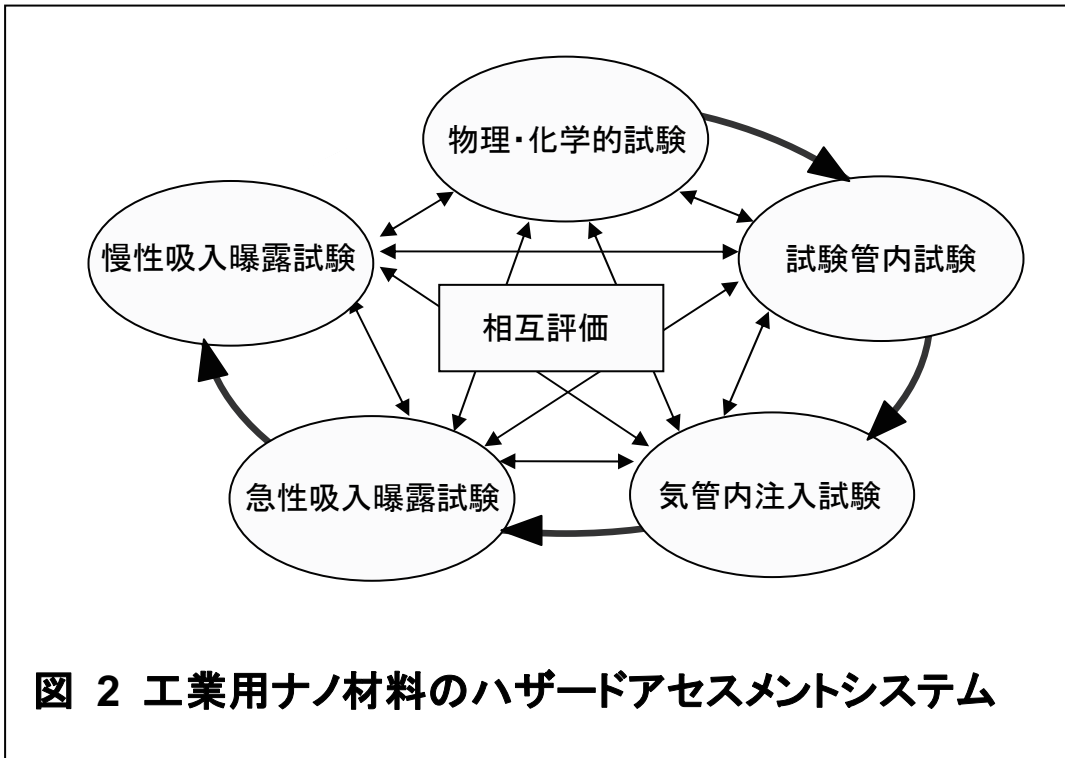 物理・化学的試験
慢性吸入曝露試験
試験管内試験
相互評価
急性吸入曝露試験
気管内注入試験
図 2 工業用ナノ材料のハザードアセスメントシステム